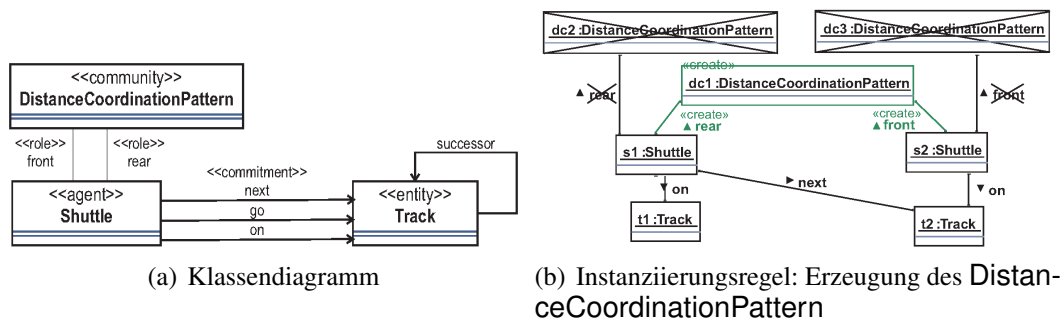 <<community>>
DistanceCoordinationPattern
<<role>>
front
<<role>>
rear
<<agent>>
Shuttle
<<commitment>>
next
go
on
<<entity>>
Track
successor
(a) Klassendiagramm
dc2 :DistanceCoordinationPattern
dc3 :DistanceCoordinationPattern
«create»
dc1 :DistanceCoordinationPattern
▲ rear
▲ front
«create»
▲ rear
«create»
▲ front
s1 :Shuttle
s2 :Shuttle
▼ on
► next
▼ on
t1 :Track
t2 :Track
(b) Instanziierungsregel: Erzeugung des Distan-
ceCoordinationPattern